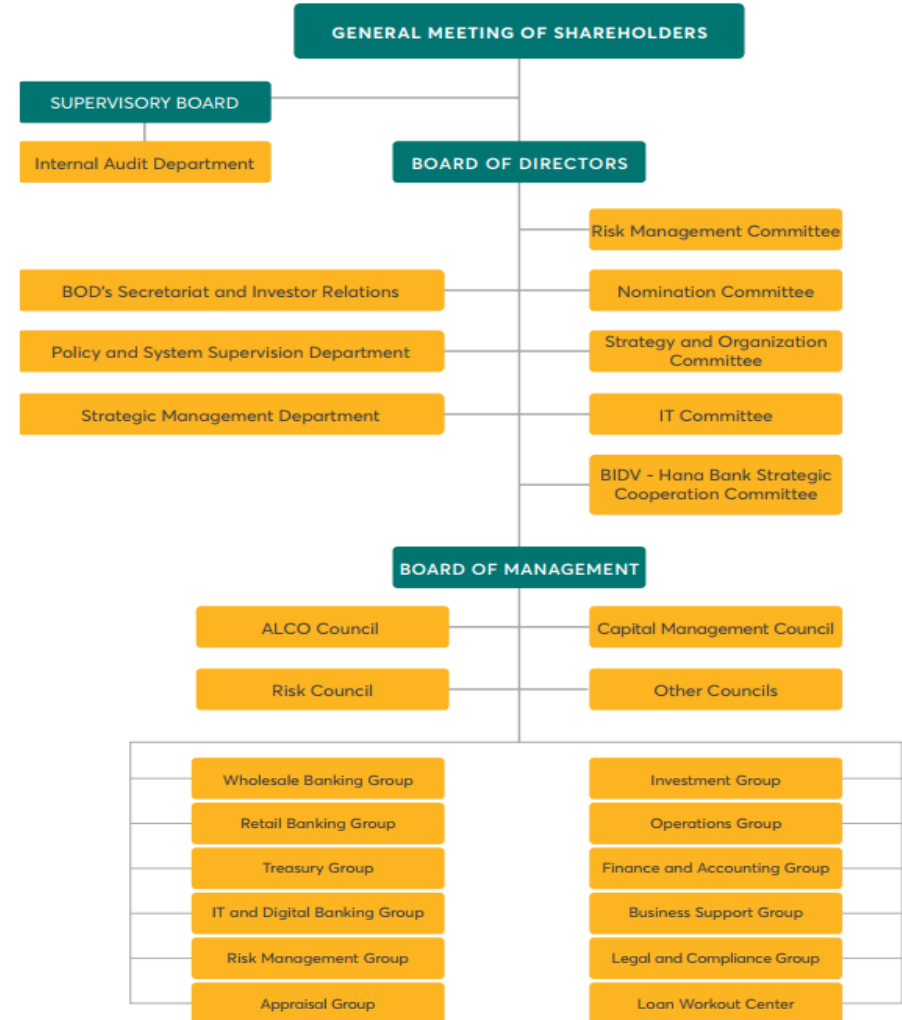 GENERAL MEETING OF SHAREHOLDERS
SUPERVISORY BOARD
Internal Audit Department
BOARD OF DIRECTORS
Risk Management Committee
BOD's Secretariat and Investor Relations
Nomination Committee
Policy and System Supervision Department
Strategy and Organization
Committee
Strategic Management Department
IT Committee
BIDV - Hana Bank Strategic
Cooperation Committee
BOARD OF MANAGEMENT
ALCO Council
Capital Management Council
Risk Council
Other Councils
Wholesale Banking Group
Investment Group
Retail Banking Group
Operations Group
Treasury Group
Finance and Accounting Group
IT and Digital Banking Group
Business Support Group
Risk Management Group
Legal and Compliance Group
Appraisal Group
Loan Workout Center